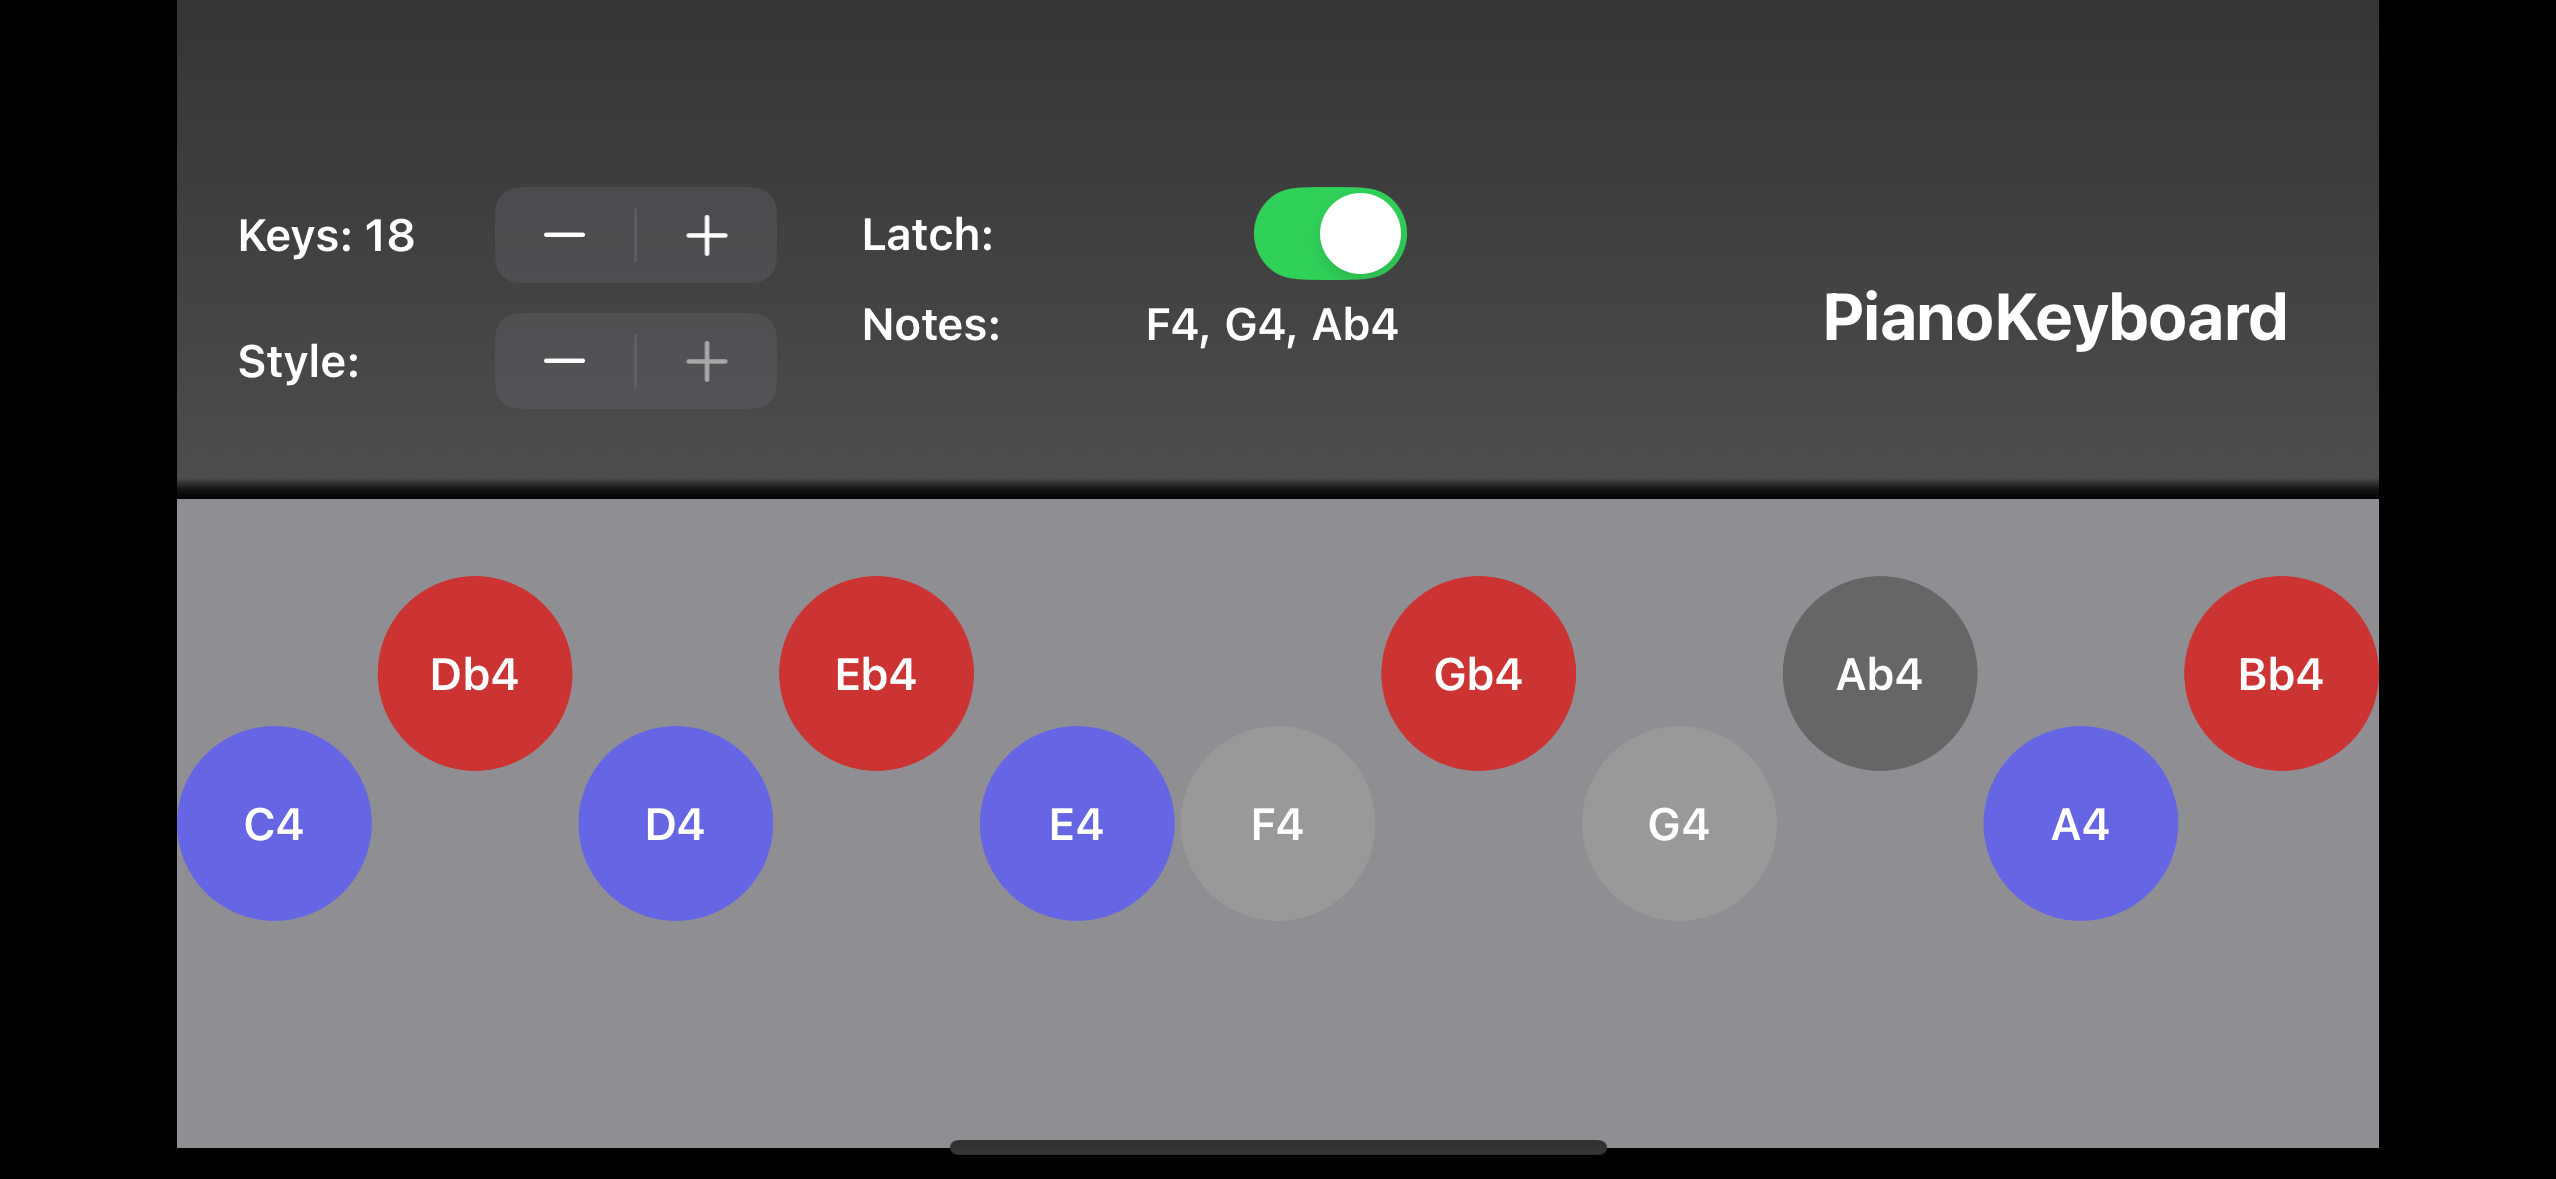 Keys: 18
Latch:
Notes: F4, G4, Ab4
PianoKeyboard
Style:
Db4 Eb4 Gb4 Ab4 Bb4
C4 D4 E4 F4 G4 A4